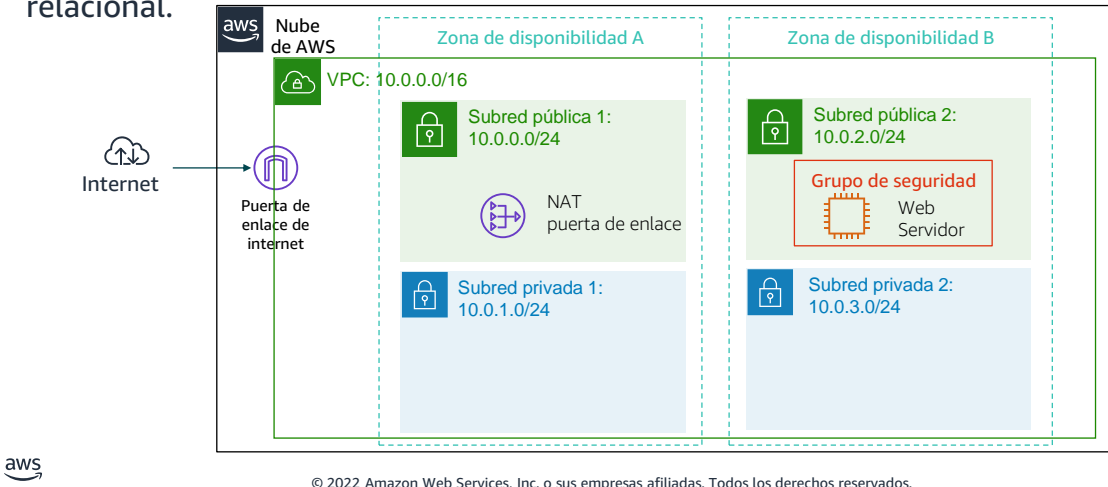 relacional.
aws
Nube
de AWS
Zona de disponibilidad A
Zona de disponibilidad B
VPC: 10.0.0.0/16
Subred pública 1:
10.0.0.0/24
Subred pública 2:
10.0.2.0/24
Internet
Puerta de
enlace de
internet
NAT
puerta de enlace
Grupo de seguridad
Web
Servidor
Subred privada 1:
10.0.1.0/24
Subred privada 2:
10.0.3.0/24
aws
© 2022 Amazon Web Services, Inc. o sus empresas afiliadas. Todos los derechos reservados.